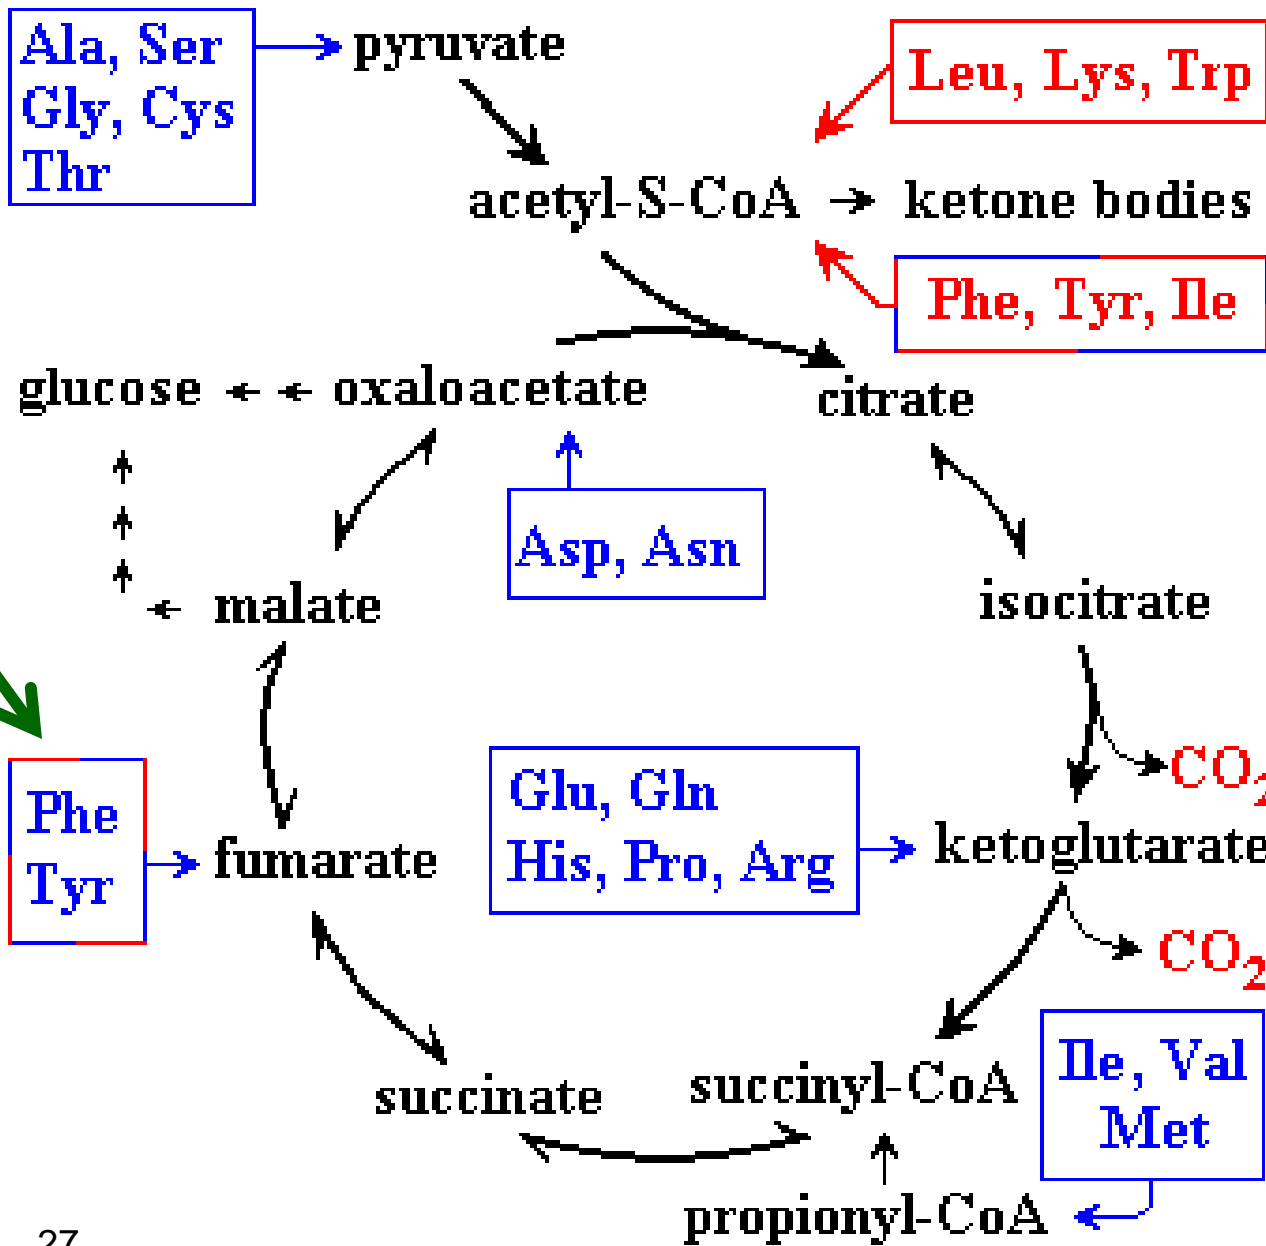 Ala, Ser
Gly, Cys
Thr
pyruvate
Leu, Lys, Trp
acetyl-S-CoA
ketone bodies
Phe, Tyr, Ile
glucose
oxaloacetate
citrate
Asp, Asn
malate
isocitrate
CO2
Phe
Tyr
fumarate
Glu, Gln
His, Pro, Arg
ketoglutarate
CO2
Ile, Val
Met
succinate
succinyl-CoA
propionyl-CoA
27